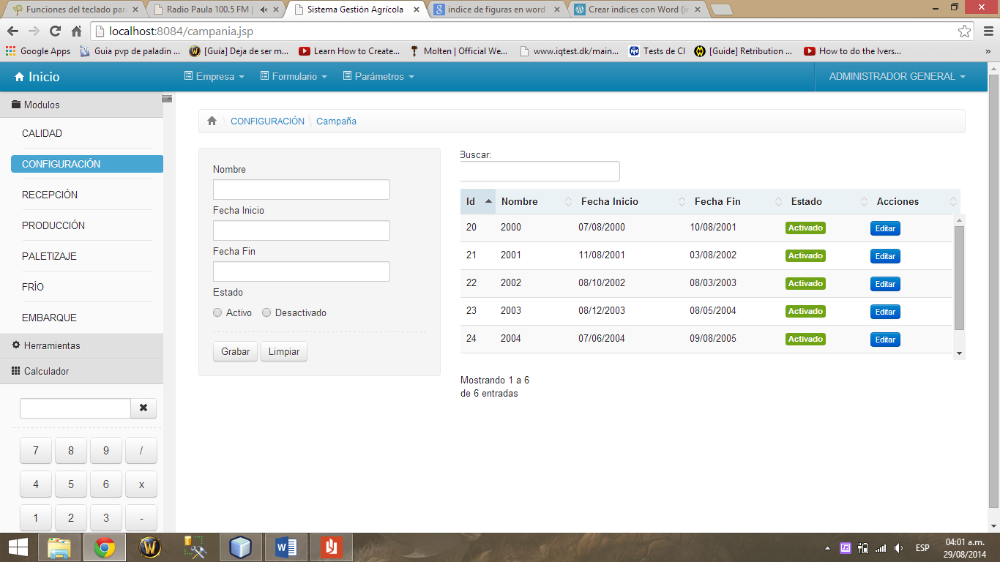 Funciones del teclado par
Radio Paula 100.5 FM |
Sistema Gestión Agrícola
indice de figuras en word
Crear indices con Word (ir
localhost:8084/campania.jsp
Google Apps
Guia pvp de paladin ...
[Guía] Deja de ser m...
Learn How to Create...
Molten | Official We...
www.iqtest.dk/main...
Tests de CI
[Guide] Retribution ...
How to do the Ivers...
»
Inicio
Empresa
Formulario
Parámetros
ADMINISTRADOR GENERAL
Modulos
CALIDAD
CONFIGURACIÓN
RECEPCIÓN
PRODUCCIÓN
PALETIZAJE
FRÍO
EMBARQUE
Herramientas
Calculador
7 8 9 /
4 5 6 x
1 2 3 -
CONFIGURACIÓN \ Campaña
Nombre
Fecha Inicio
Fecha Fin
Estado
Activo Desactivado
Grabar Limpiar
Buscar:
Id Nombre Fecha Inicio Fecha Fin Estado Acciones
20 2000 07/08/2000 10/08/2001 Activado Editar
21 2001 11/08/2001 03/08/2002 Activado Editar
22 2002 08/10/2002 08/03/2003 Activado Editar
23 2003 08/12/2003 08/05/2004 Activado Editar
24 2004 07/06/2004 09/08/2005 Activado Editar
Mostrando 1 a 6
de 6 entradas
ESP
04:01 a.m.
29/08/2014